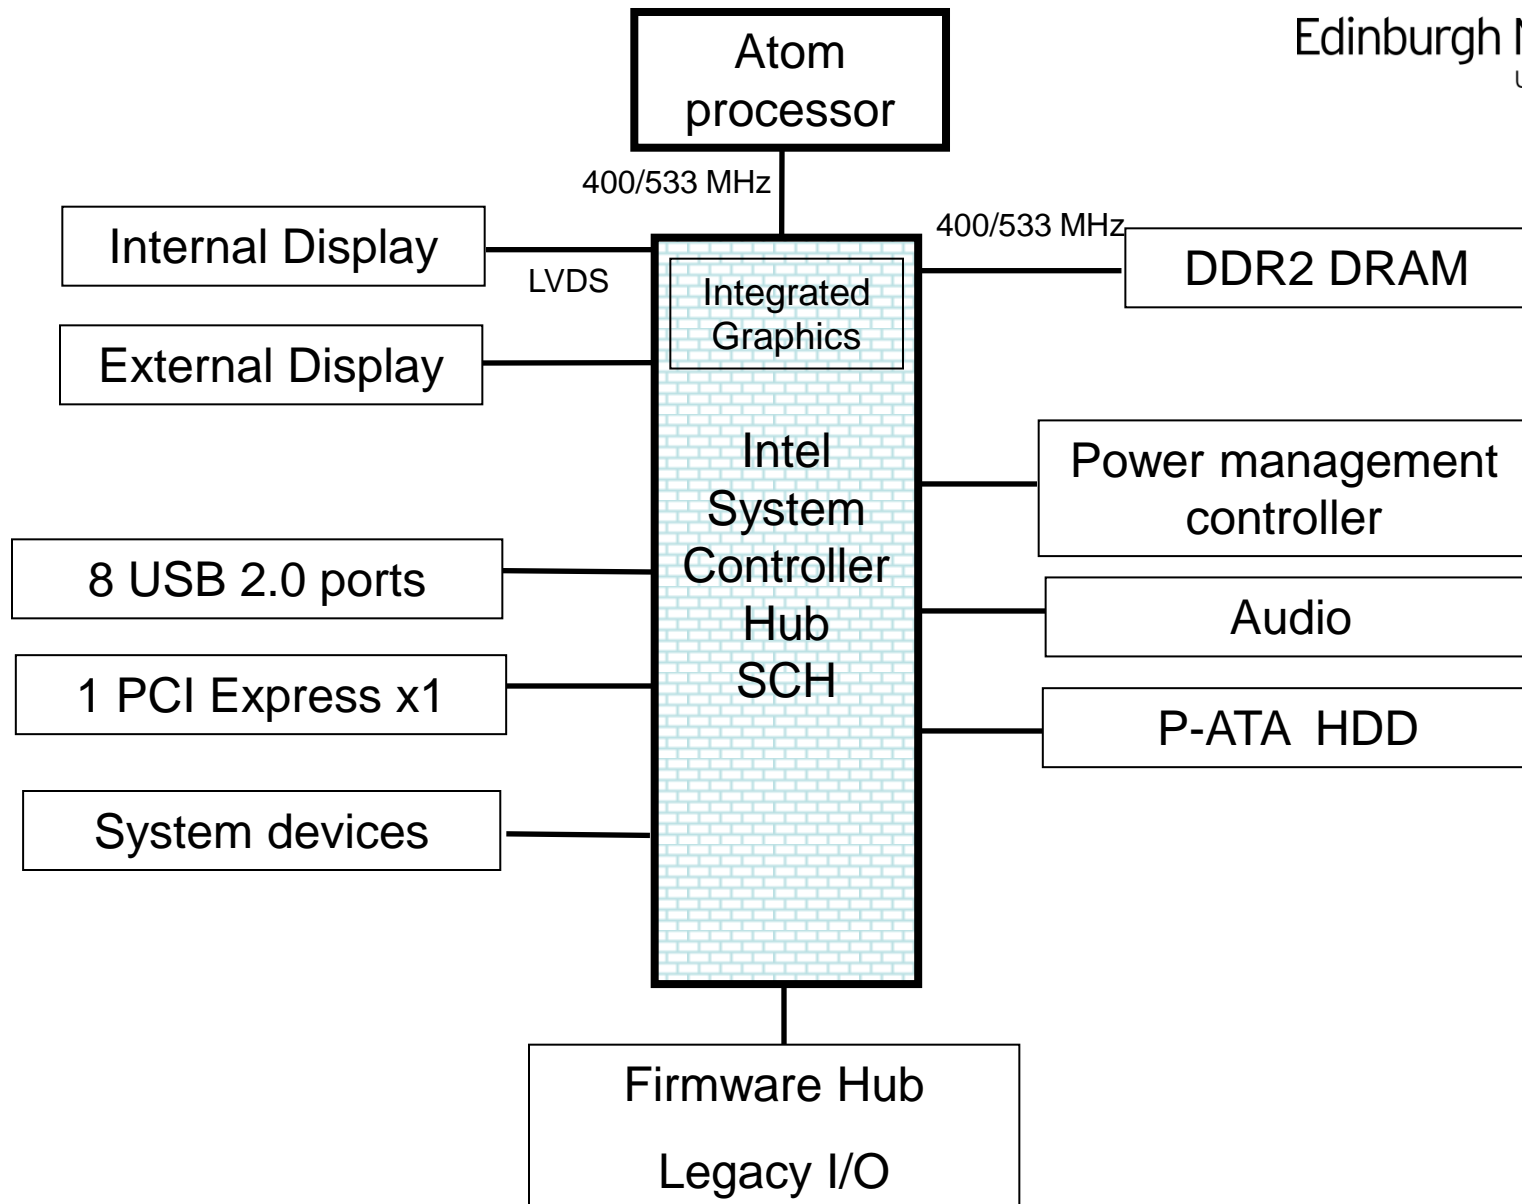 Edinburgh
Atom
processor
400/533 MHz
400/533 MHz
Internal Display
LVDS
External Display
Integrated
Graphics
DDR2 DRAM
Intel
System
Controller
Hub
SCH
Power management
controller
8 USB 2.0 ports
Audio
1 PCI Express x1
P-ATA HDD
System devices
Firmware Hub
Legacy I/O